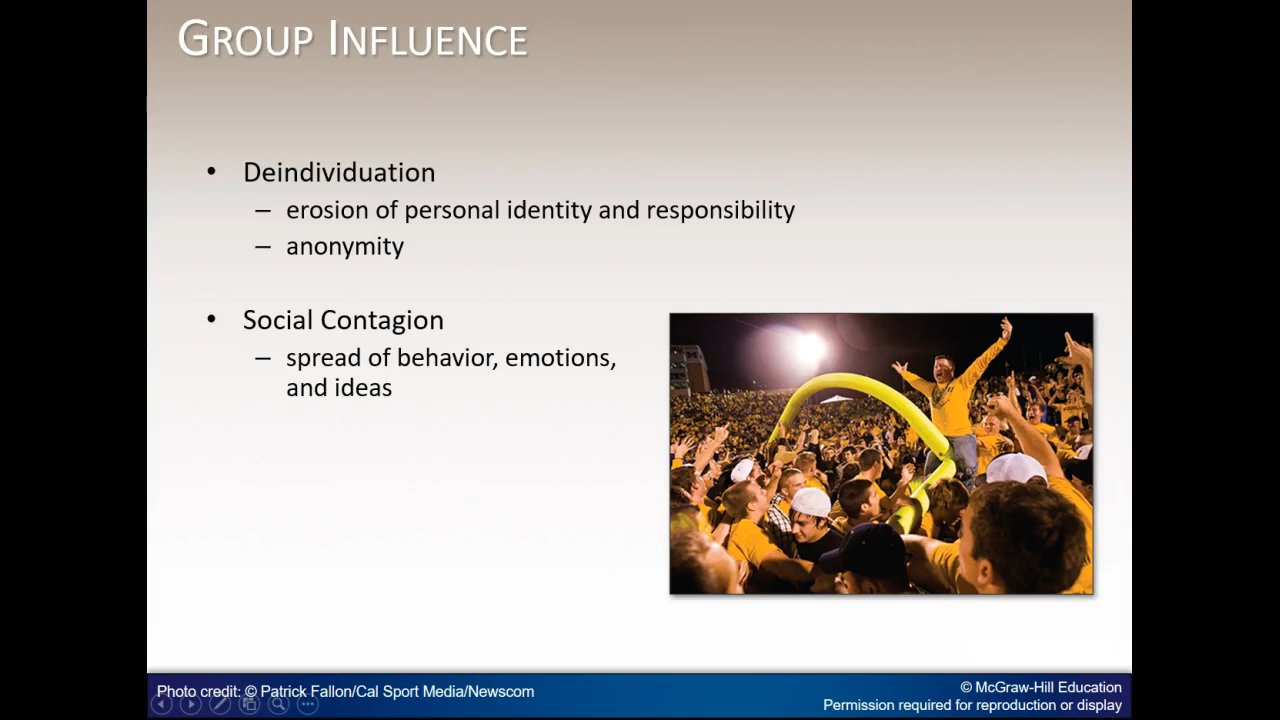 GROUP INFLUENCE
• Deindividuation
– erosion of personal identity and responsibility
– anonymity
• Social Contagion
– spread of behavior, emotions,
and ideas
Photo credit: © Patrick Fallon/Cal Sport Media/Newscom
© McGraw-Hill Education
Permission required for reproduction or display